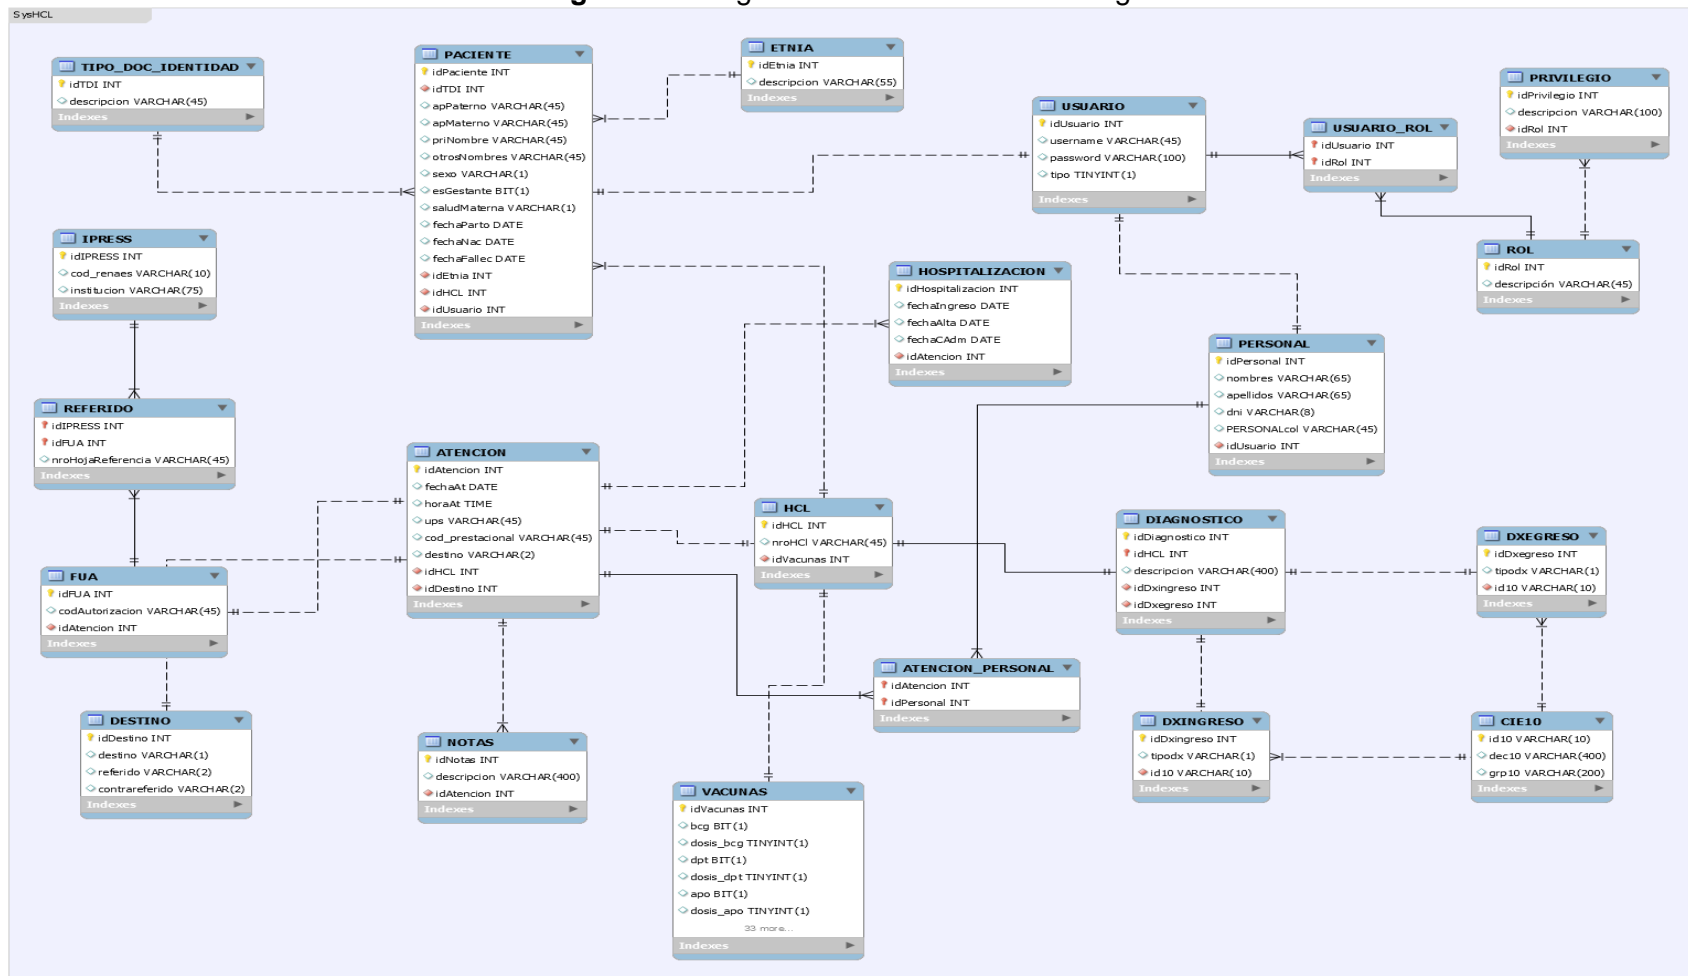 SysHCL
TIPO_DOC_IDENTIDAD
idTDI INT
descripcion VARCHAR(45)
Indexes
PACIENTE
idPaciente INT
idTDI INT
apPaterno VARCHAR(45)
apMaterno VARCHAR(45)
priNombre VARCHAR(45)
otrosNombres VARCHAR(45)
sexo VARCHAR(1)
esGestante BIT(1)
saludMaterna VARCHAR(1)
fechaParto DATE
fechaNac DATE
fechaFallec DATE
idEtnia INT
idHCL INT
idUsuario INT
Indexes
ETNIA
idEtnia INT
descripcion VARCHAR(55)
Indexes
USUARIO
idUsuario INT
username VARCHAR(45)
password VARCHAR(100)
tipo TINYINT(1)
Indexes
USUARIO_ROL
idUsuario INT
idRol INT
Indexes
PRIVILEGIO
idPrivilegio INT
descripcion VARCHAR(100)
idRol INT
Indexes
IPRESS
idIPRESS INT
cod_renaes VARCHAR(10)
institucion VARCHAR(75)
Indexes
HOSPITALIZACION
idHospitalizacion INT
fechaIngreso DATE
fechaAlta DATE
fechaCAdm DATE
idAtencion INT
Indexes
ROL
idRol INT
descripción VARCHAR(45)
Indexes
PERSONAL
idPersonal INT
nombres VARCHAR(65)
apellidos VARCHAR(65)
dni VARCHAR(8)
PERSONALcol VARCHAR(45)
idUsuario INT
Indexes
REFERIDO
idIPRESS INT
idFUA INT
nroHojaReferencia VARCHAR(45)
Indexes
ATENCION
idAtencion INT
fechaAt DATE
horaAt TIME
ups VARCHAR(45)
cod_prestacional VARCHAR(45)
destino VARCHAR(2)
idHCL INT
idDestino INT
Indexes
HCL
idHCL INT
nroHCl VARCHAR(45)
idVacunas INT
Indexes
DIAGNOSTICO
idDiagnostico INT
idHCL INT
descripcion VARCHAR(400)
idDxingreso INT
idDxegreso INT
Indexes
DXEGRESO
idDxegreso INT
tipodx VARCHAR(1)
id10 VARCHAR(10)
Indexes
FUA
idFUA INT
codAutorizacion VARCHAR(45)
idAtencion INT
Indexes
ATENCION_PERSONAL
idAtencion INT
idPersonal INT
Indexes
DESTINO
idDestino INT
destino VARCHAR(1)
referido VARCHAR(2)
contrareferido VARCHAR(2)
Indexes
NOTAS
idNotas INT
descripcion VARCHAR(400)
idAtencion INT
Indexes
DXINGRESO
idDxingreso INT
tipodx VARCHAR(1)
id10 VARCHAR(10)
Indexes
CIE10
id10 VARCHAR(10)
dec10 VARCHAR(400)
grp10 VARCHAR(200)
Indexes
VACUNAS
idVacunas INT
bcg BIT(1)
dosis_bcg TINYINT(1)
dpt BIT(1)
dosis_dpt TINYINT(1)
apo BIT(1)
dosis_apo TINYINT(1)
33 more...
Indexes